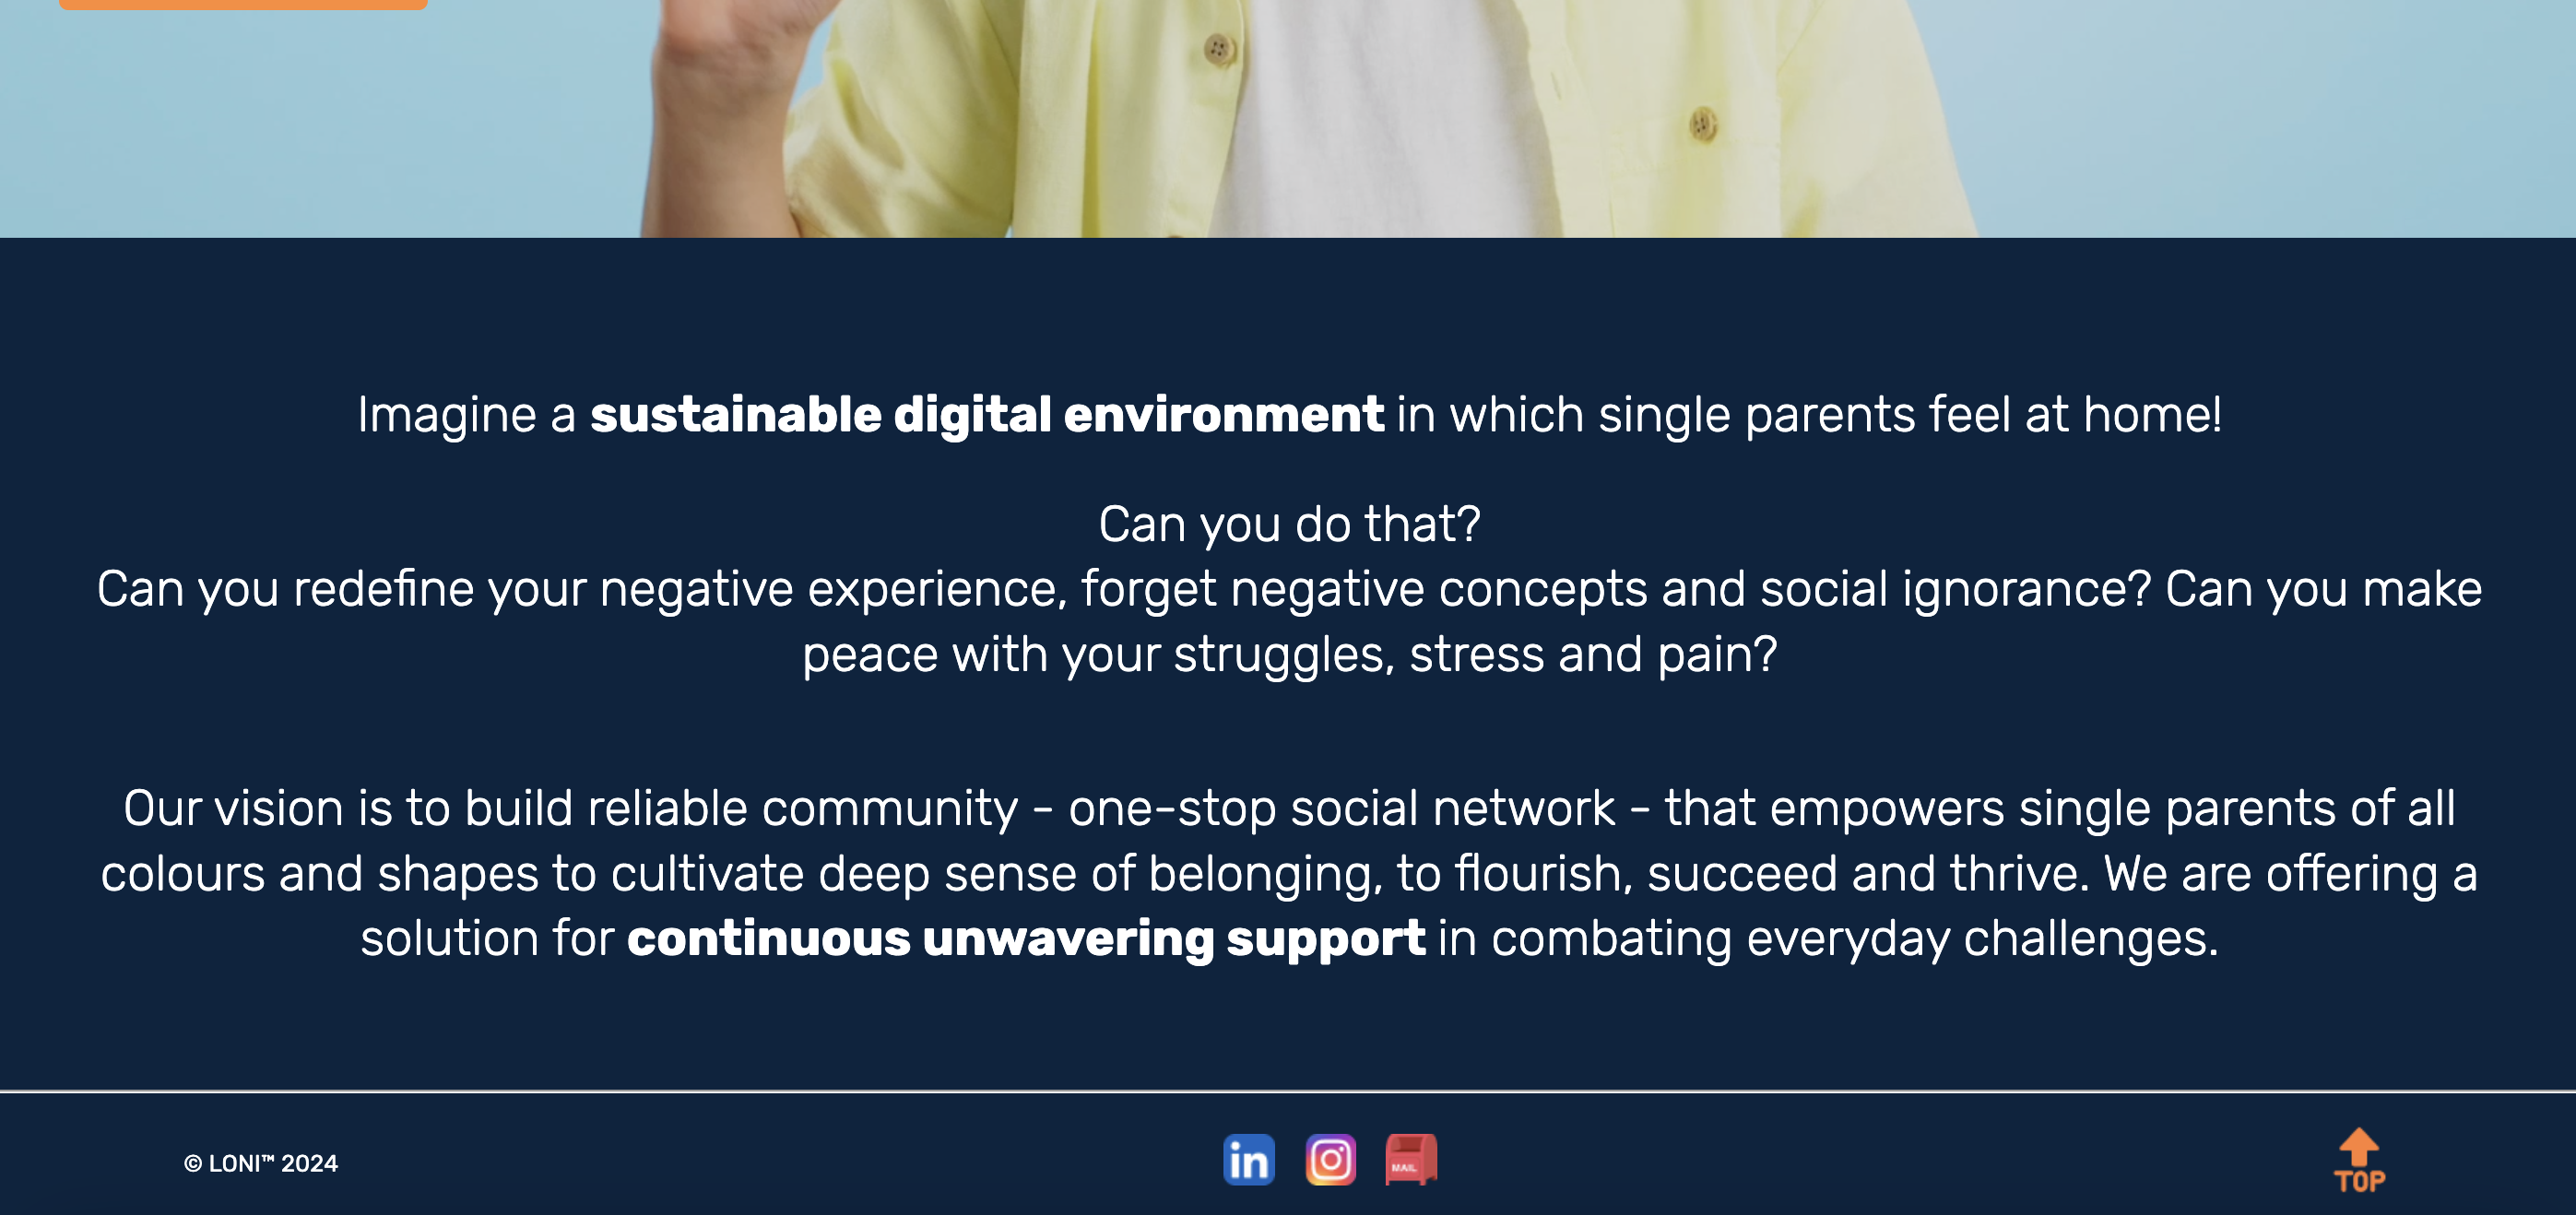 Imagine a sustainable digital environment in which single parents feel at home!
Can you do that?
Can you redefine your negative experience, forget negative concepts and social ignorance? Can you make
peace with your struggles, stress and pain?
Our vision is to build reliable community - one-stop social network - that empowers single parents of all
colours and shapes to cultivate deep sense of belonging, to flourish, succeed and thrive. We are offering a
solution for continuous unwavering support in combating everyday challenges.
© LONI™ 2024
in
MAIL
TOP